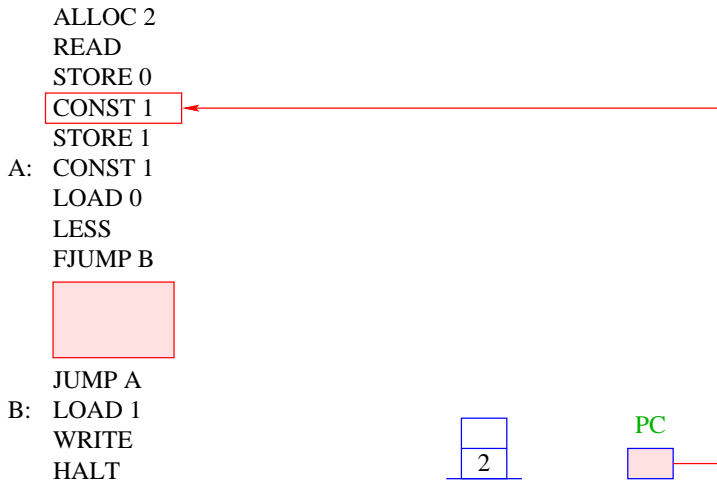 ALLOC 2
READ
STORE 0
CONST 1
STORE 1
A: CONST 1
LOAD 0
LESS
FJUMP B
JUMP A
B: LOAD 1
WRITE
HALT
PC
2